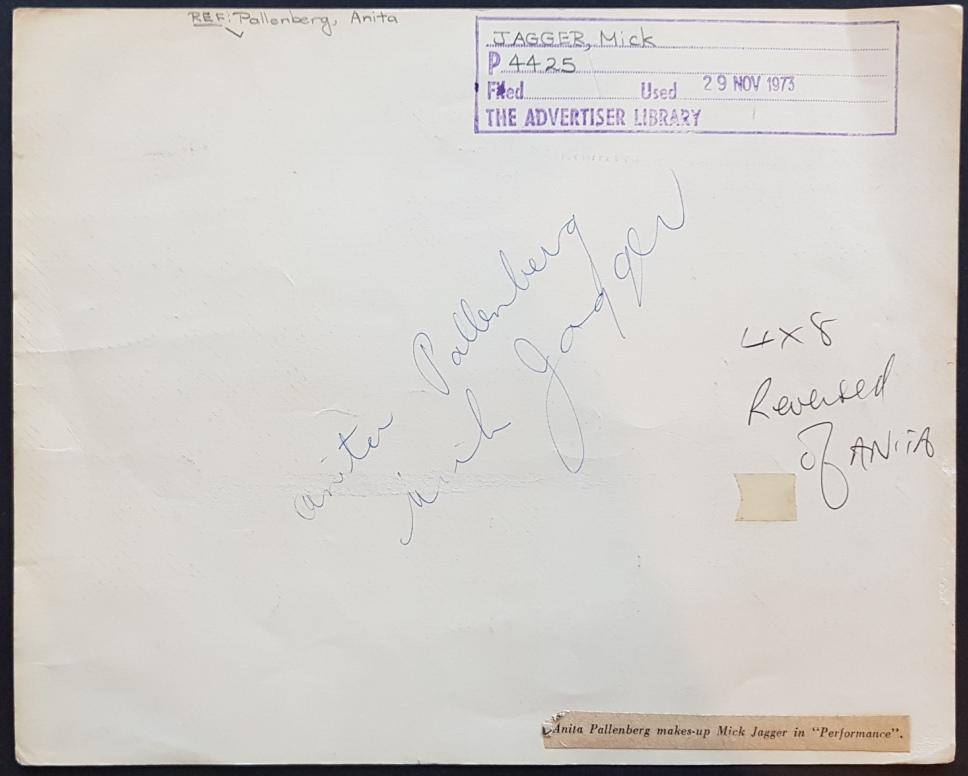 REF: Pallenberg, Anita
JAGGER, Mick
P 4425
Filed Used 29 NOV 1973
THE ADVERTISER LIBRARY
anita Pallenberg
mick Jagger
4x8
Reversed
of ANITA
Anita Pallenberg makes-up Mick Jagger in "Performance".